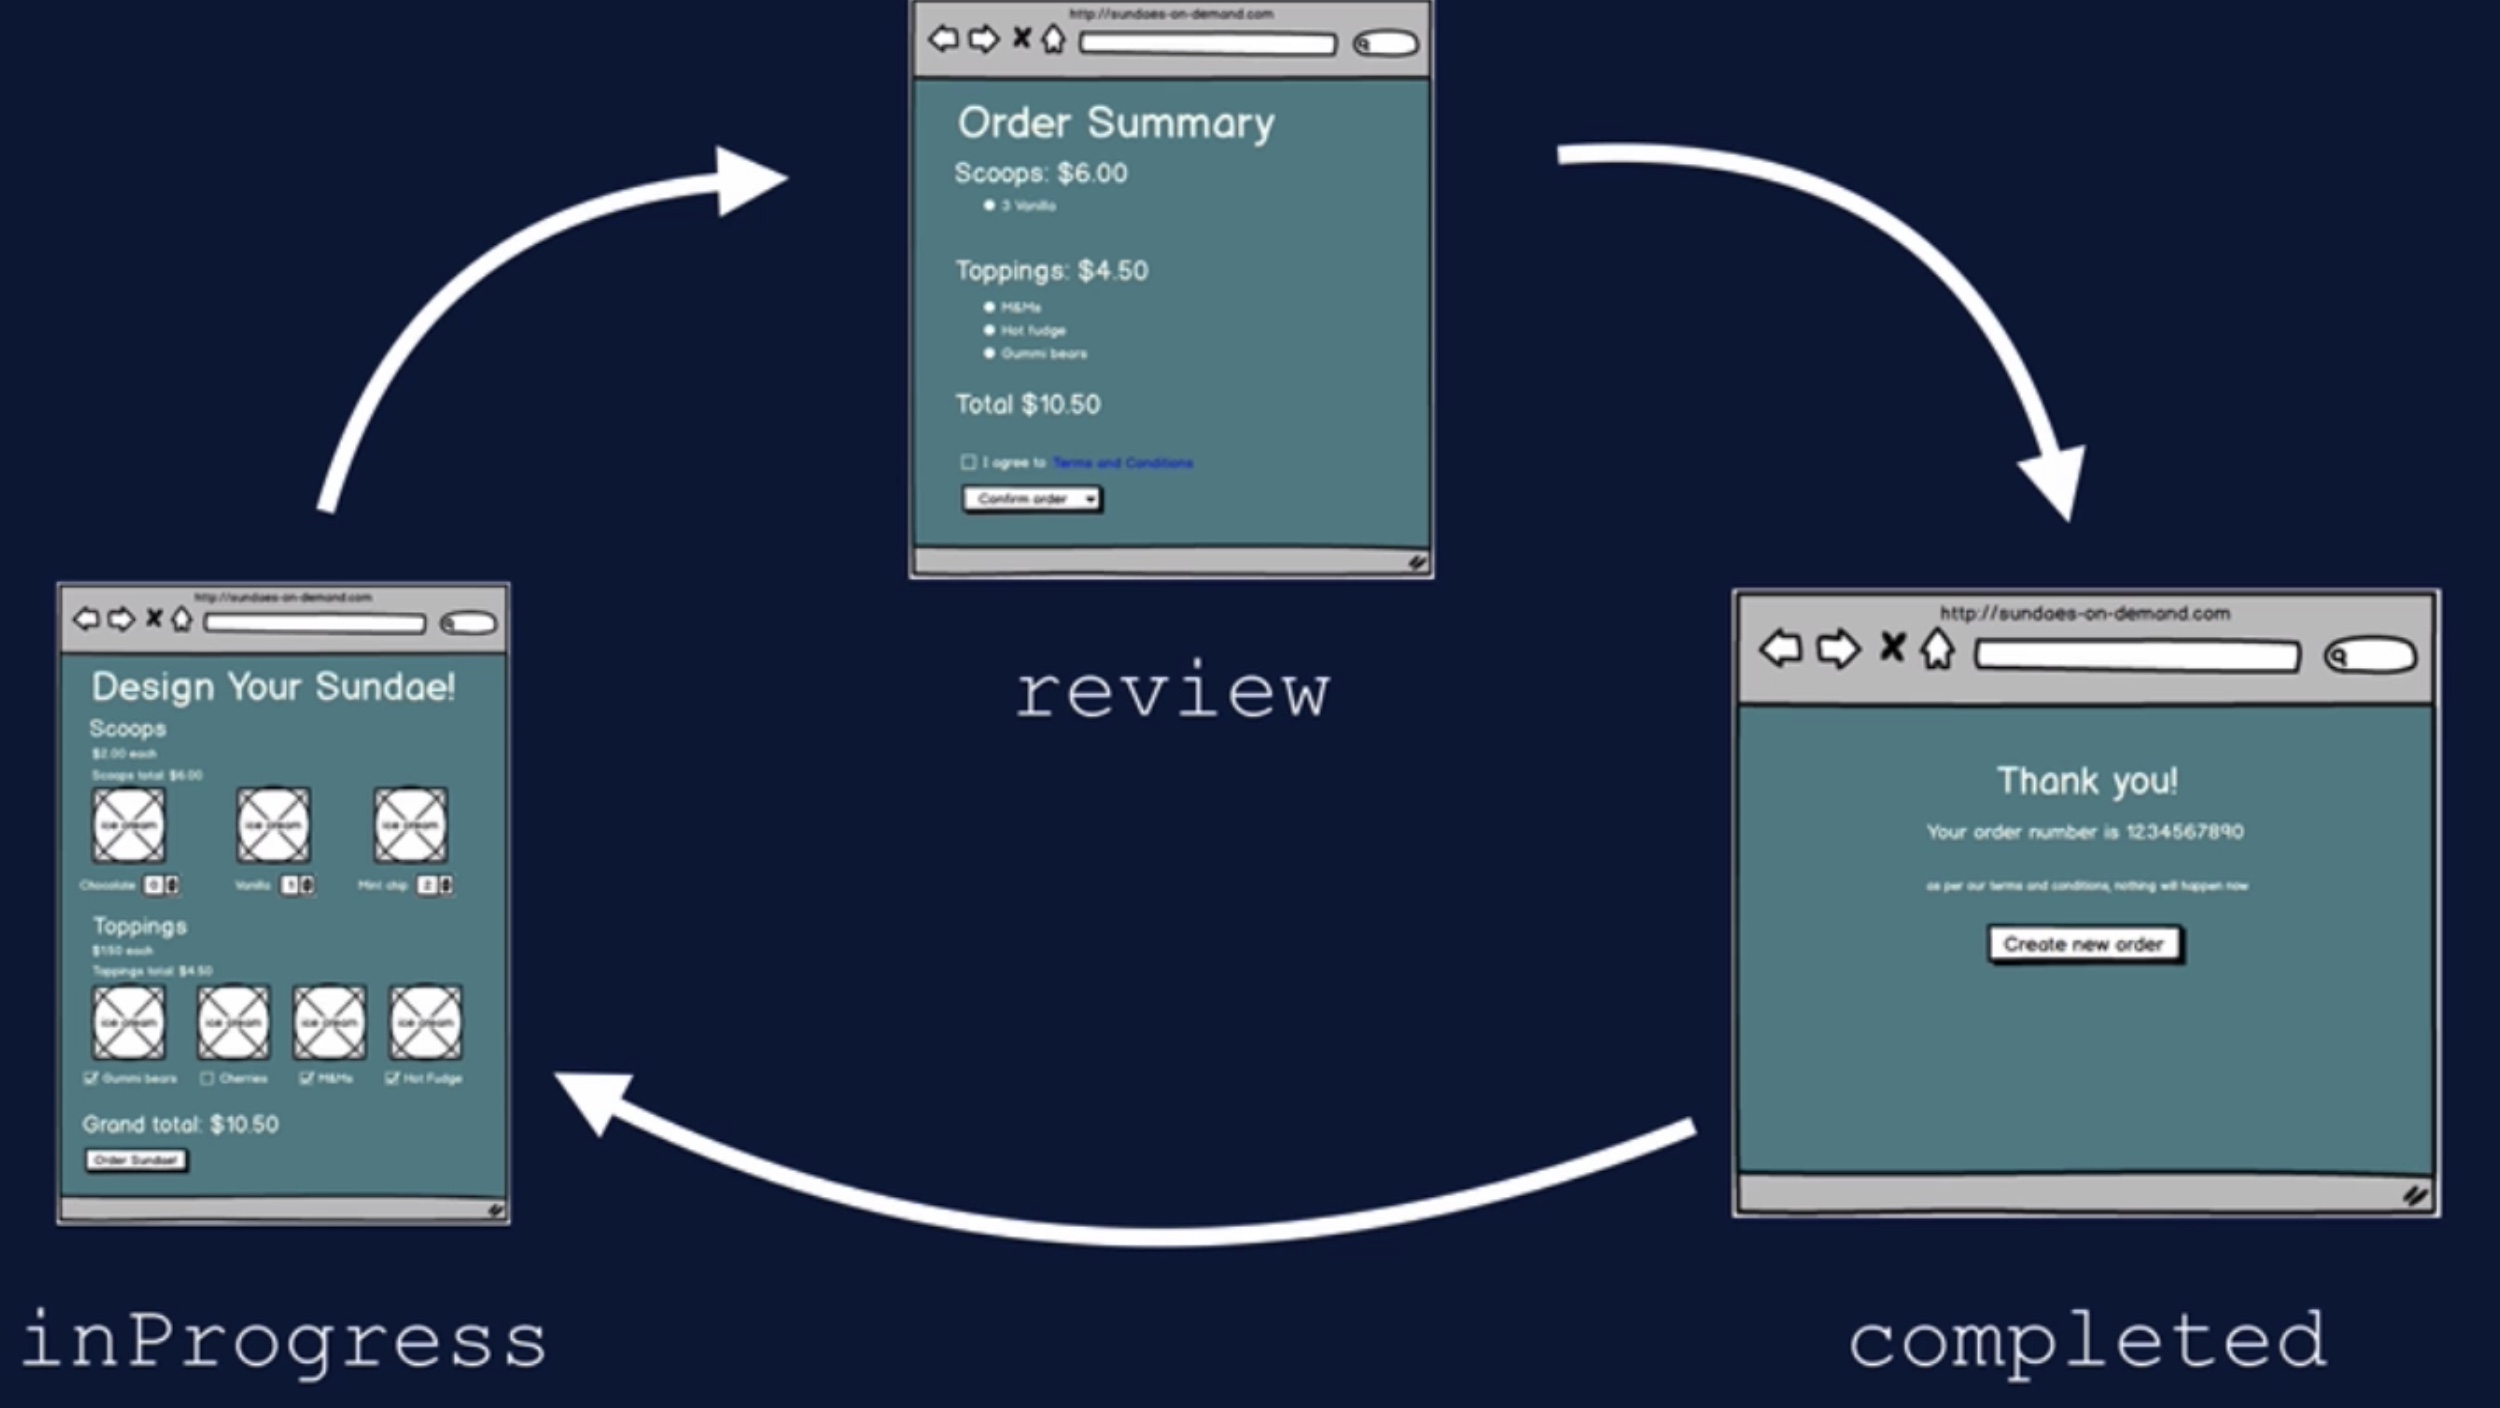 http://sundaes-on-demand.com
Order Summary
Scoops: $6.00
3 Vanilla
Toppings: $4.50
M&Ms
Hot fudge
Gummi bears
Total $10.50
I agree to Terms and Conditions
Confirm order
review
http://sundaes-on-demand.com
Design Your Sundae!
Scoops
$2.00 each
Scoops total: $6.00
ice cream ice cream ice cream
Chocolate 0 Vanilla 1 Mint chip 2
Toppings
$1.50 each
Toppings total: $4.50
ice cream ice cream ice cream ice cream
Gummi bears Cherries M&Ms Hot Fudge
Grand total: $10.50
Order Sundae!
inProgress
http://sundaes-on-demand.com
Thank you!
Your order number is 1234567890
as per our terms and conditions, nothing will happen now
Create new order
completed